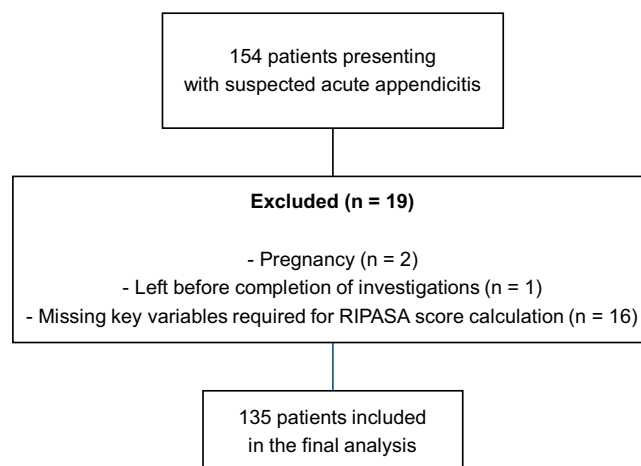 154 patients presenting
with suspected acute appendicitis
Excluded (n = 19)
- Pregnancy (n = 2)
- Left before completion of investigations (n = 1)
- Missing key variables required for RIPASA score calculation (n = 16)
135 patients included
in the final analysis